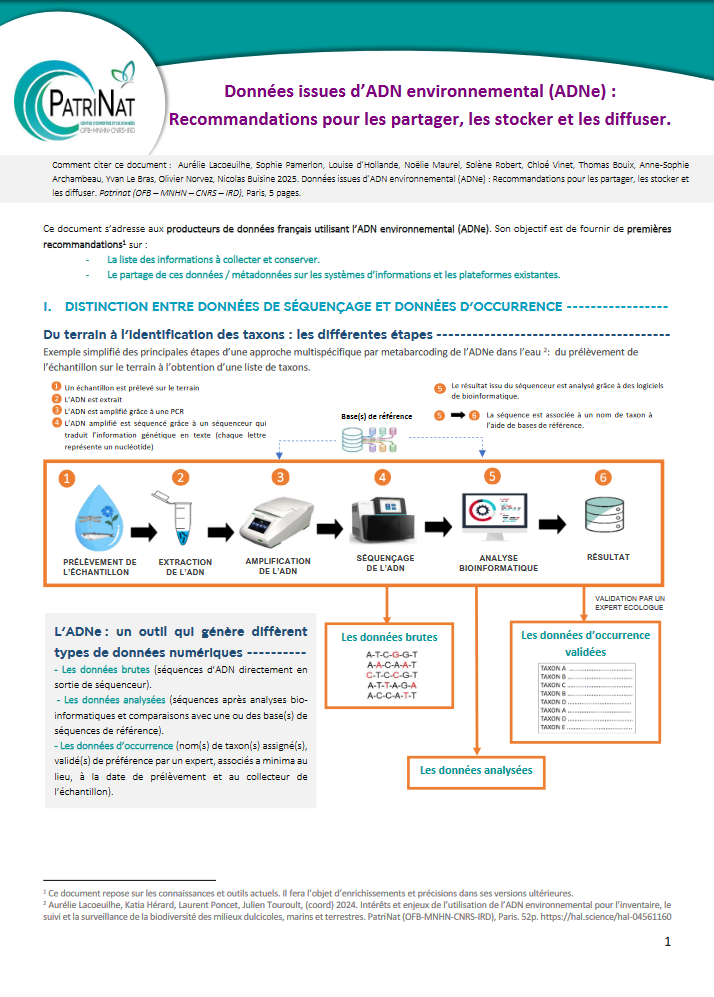 PATRINAT
CENTRE D'EXPERTISE ET DE DONNÉES
OFB-MNHN-CNRS-IRD
Données issues d'ADN environnemental (ADNe) :
Recommandations pour les partager, les stocker et les diffuser.
Comment citer ce document : Aurélie Lacoeuilhe, Sophie Pamerlon, Louise d'Hollande, Noëlie Maurel, Solène Robert, Chloé Vinet, Thomas Bouix, Anne-Sophie
Archambeau, Yvan Le Bras, Olivier Norvez, Nicolas Buisine 2025. Données issues d'ADN environnemental (ADNe) : Recommandations pour les partager, les stocker et
les diffuser. Patrinat (OFB – MNHN – CNRS – IRD), Paris, 5 pages.
Ce document s'adresse aux producteurs de données français utilisant l'ADN environnemental (ADNe). Son objectif est de fournir de premières
recommandations¹ sur :
- La liste des informations à collecter et conserver.
- Le partage de ces données / métadonnées sur les systèmes d'informations et les plateformes existantes.
I. DISTINCTION ENTRE DONNÉES DE SÉQUENÇAGE ET DONNÉES D'OCCURRENCE -----------------
Du terrain à l'identification des taxons : les différentes étapes ---------------------------------------
Exemple simplifié des principales étapes d'une approche multispécifique par metabarcoding de l'ADNe dans l'eau ²: du prélèvement de
l'échantillon sur le terrain à l'obtention d'une liste de taxons.
1 Un échantillon est prélevé sur le terrain
2 L'ADN est extrait
3 L'ADN est amplifié grâce à une PCR
4 L'ADN amplifié est séquencé grâce à un séquenceur qui
traduit l'information génétique en texte (chaque lettre
représente un nucléotide)
Base(s) de référence
5 Le résultat issu du séquenceur est analysé grâce à des logiciels
de bioinformatique.
5 6 La séquence est associée à un nom de taxon à
l'aide de bases de référence.
1
2
3
4
5
6
PRÉLÈVEMENT DE
L'ÉCHANTILLON
EXTRACTION
DE L'ADN
AMPLIFICATION
DE L'ADN
SÉQUENÇAGE
DE L'ADN
ANALYSE
BIOINFORMATIQUE
RÉSULTAT
VALIDATION PAR UN
EXPERT ECOLOGUE
L'ADNe : un outil qui génère diffèrent
types de données numériques ----------
- Les données brutes (séquences d'ADN directement en
sortie de séquenceur).
- Les données analysées (séquences après analyses bio-
informatiques et comparaisons avec une ou des base(s) de
séquences de référence).
- Les données d'occurrence (nom(s) de taxon(s) assigné(s),
validé(s) de préférence par un expert, associés a minima au
lieu, à la date de prélèvement et au collecteur de
l'échantillon).
Les données brutes
A-T-C-G-G-T
A-A-C-A-A-T
C-T-C-C-G-T
A-T-T-A-G-A
A-C-C-A-T-T
Les données analysées
Les données d'occurrence
validées
TAXON A ...........................
TAXON B ...........................
TAXON C ...........................
TAXON B ...........................
TAXON D ...........................
TAXON A ...........................
TAXON D ...........................
TAXON E ...........................
¹ Ce document repose sur les connaissances et outils actuels. Il fera l'objet d'enrichissements et précisions dans ses versions ultérieures.
² Aurélie Lacoeuilhe, Katia Hérard, Laurent Poncet, Julien Touroult, (coord) 2024. Intérêts et enjeux de l'utilisation de l'ADN environnemental pour l'inventaire, le
suivi et la surveillance de la biodiversité des milieux dulcicoles, marins et terrestres. PatriNat (OFB-MNHN-CNRS-IRD), Paris. 52p. https://hal.science/hal-04561160
1